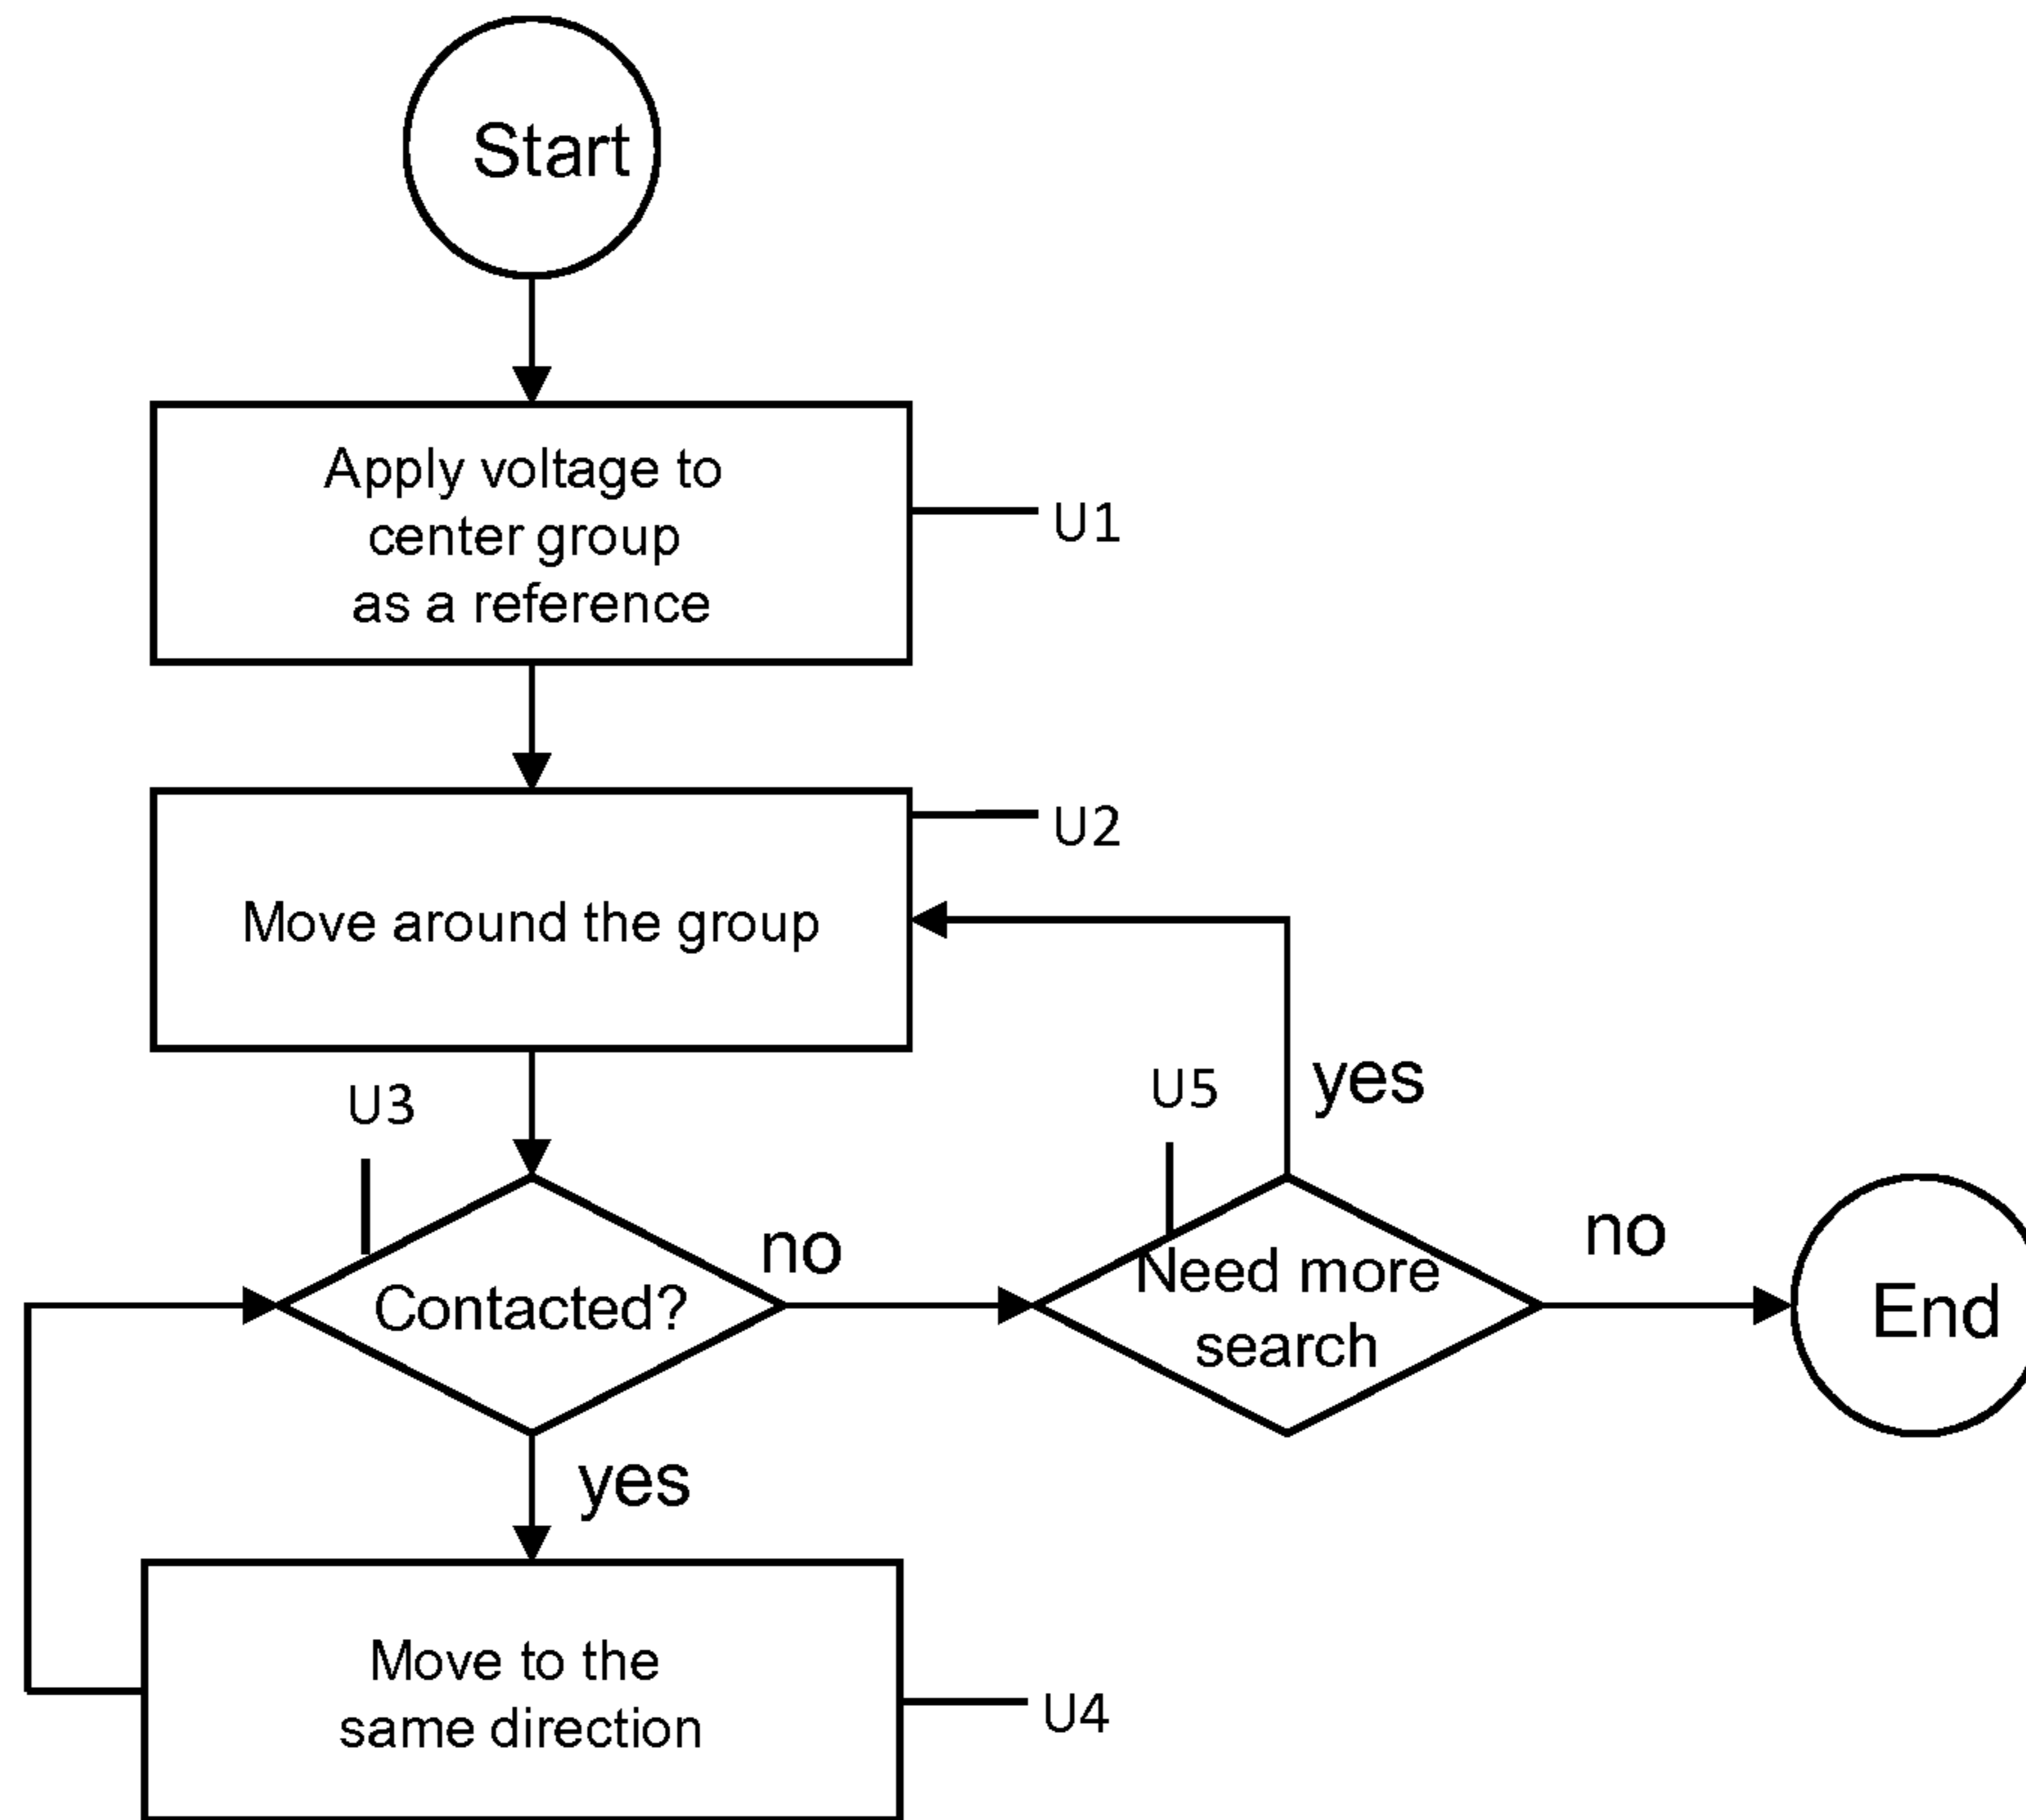 Start
Apply voltage to
center group
as a reference
U1
U2
Move around the group
U3
U5
yes
no
Contacted?
Need more
search
no
End
yes
Move to the
same direction
U4